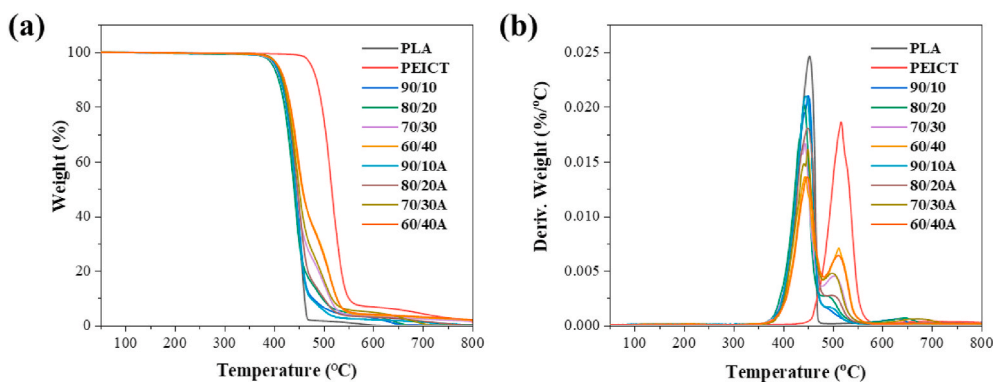 (a)
Weight (%)
100
80
60
40
20
0
100 200 300 400 500 600 700 800
Temperature (°C)
PLA
PEICT
90/10
80/20
70/30
60/40
90/10A
80/20A
70/30A
60/40A
(b)
Deriv. Weight (%/°C)
0.025
0.020
0.015
0.010
0.005
0.000
100 200 300 400 500 600 700 800
Temperature (°C)
PLA
PEICT
90/10
80/20
70/30
60/40
90/10A
80/20A
70/30A
60/40A